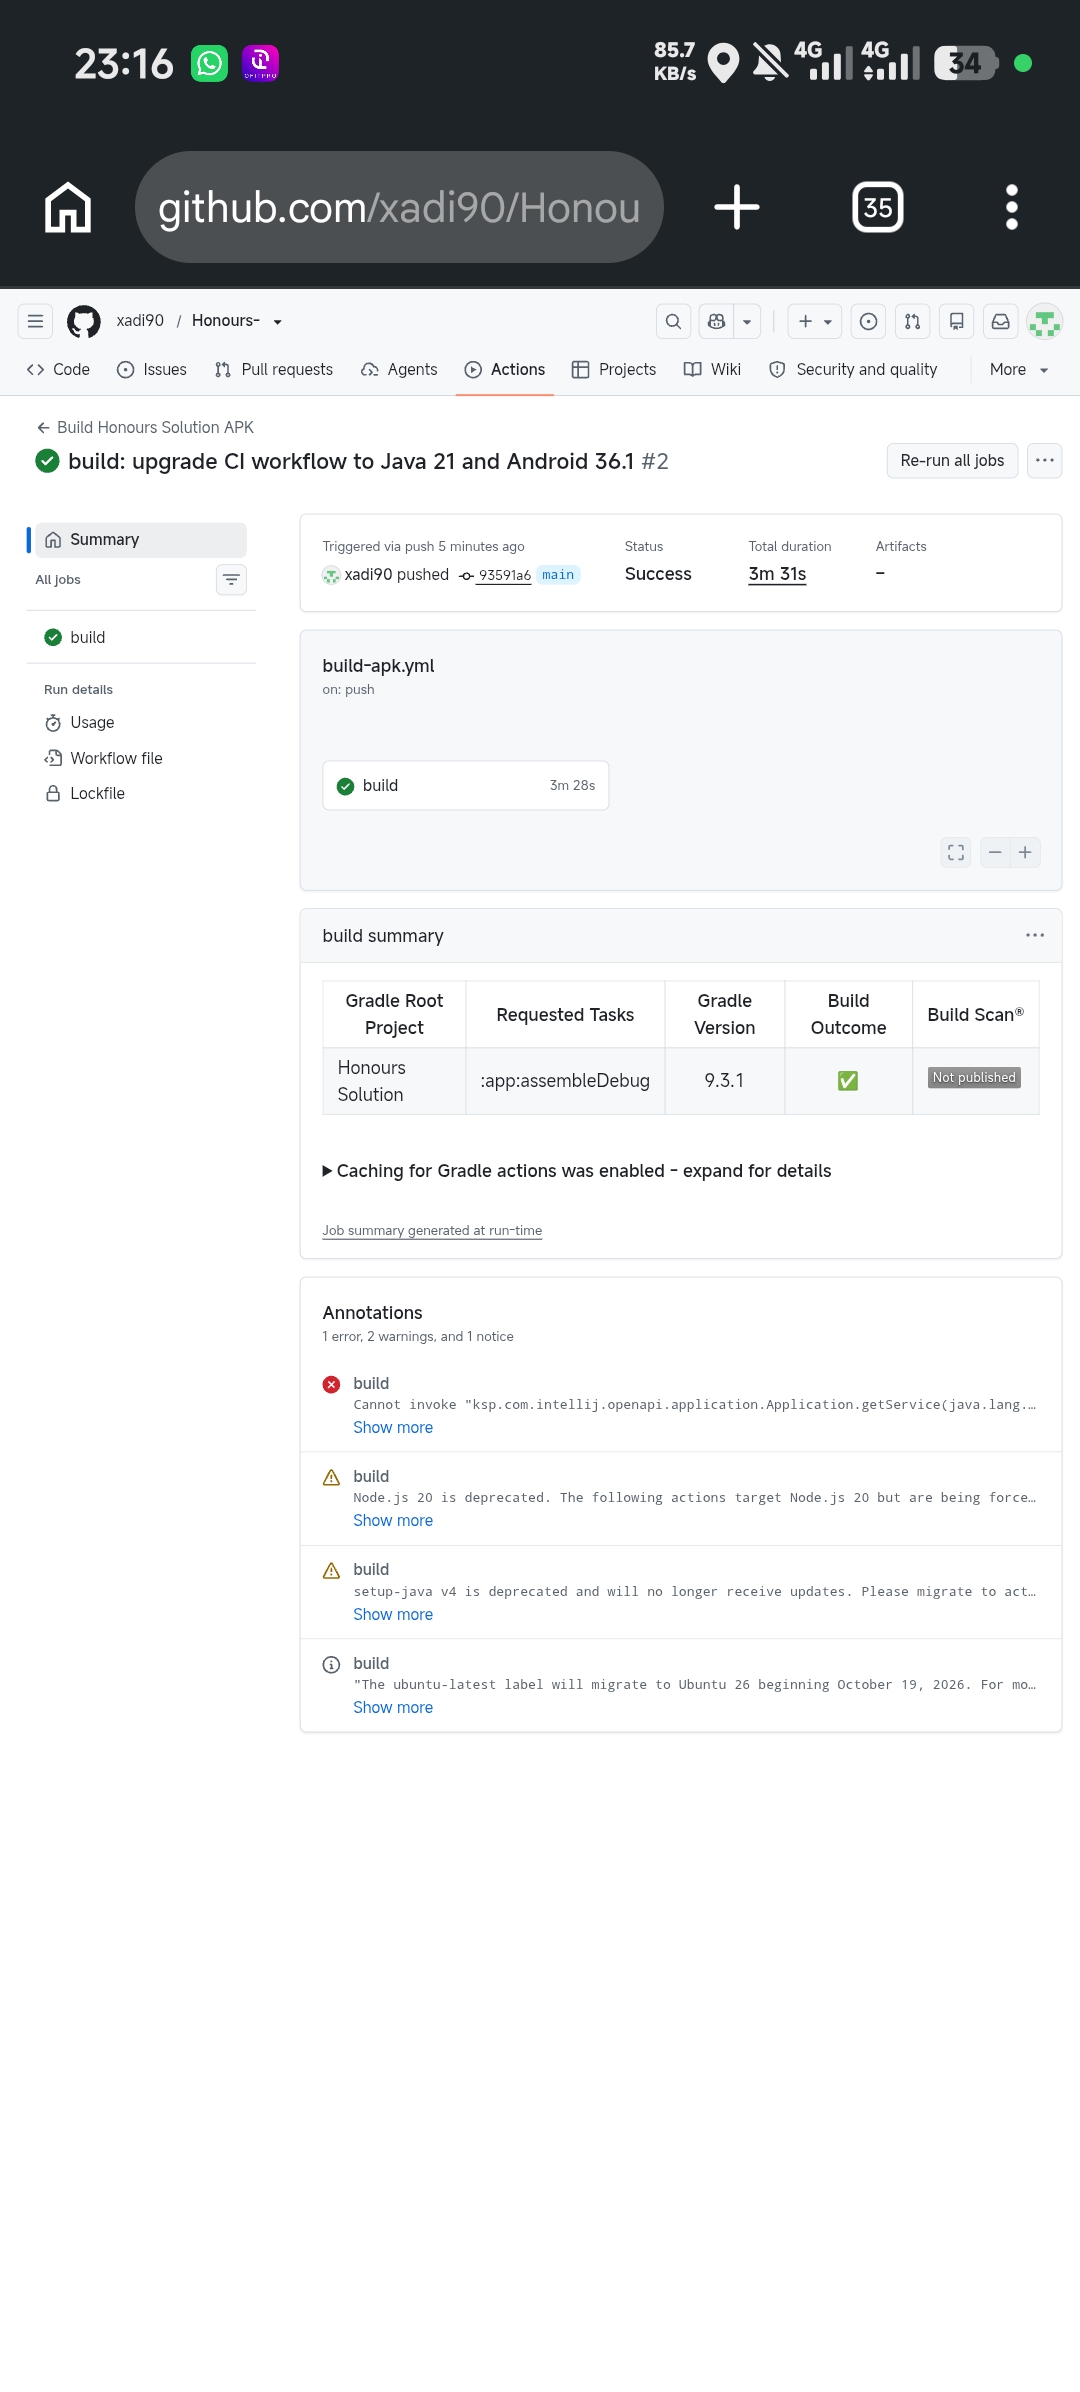 23:16
85.7
KB/s
4G
4G
34
github.com/xadi90/Honou
35
xadi90 / Honours-
Code
Issues
Pull requests
Agents
Actions
Projects
Wiki
Security and quality
More
Build Honours Solution APK
build: upgrade CI workflow to Java 21 and Android 36.1 #2
Re-run all jobs
Summary
All jobs
build
Run details
Usage
Workflow file
Lockfile
Triggered via push 5 minutes ago
xadi90 pushed 93591a6 main
Status
Success
Total duration
3m 31s
Artifacts
–
build-apk.yml
on: push
build 3m 28s
build summary
Gradle Root Project
Requested Tasks
Gradle Version
Build Outcome
Build Scan®
Honours Solution
:app:assembleDebug
9.3.1
✅
Not published
Caching for Gradle actions was enabled - expand for details
Job summary generated at run-time
Annotations
1 error, 2 warnings, and 1 notice
build
Cannot invoke "ksp.com.intellij.openapi.application.Application.getService(java.lang.…
Show more
build
Node.js 20 is deprecated. The following actions target Node.js 20 but are being force…
Show more
build
setup-java v4 is deprecated and will no longer receive updates. Please migrate to act…
Show more
build
"The ubuntu-latest label will migrate to Ubuntu 26 beginning October 19, 2026. For mo…
Show more